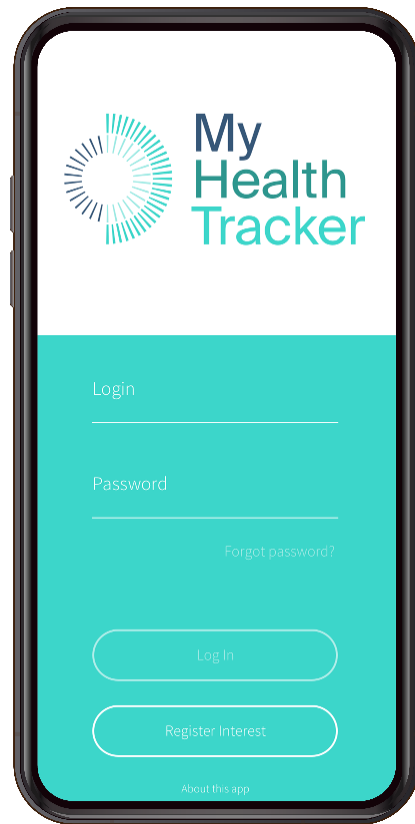 My
Health
Tracker
Login
Password
Forgot password?
Log In
Register Interest
About this app